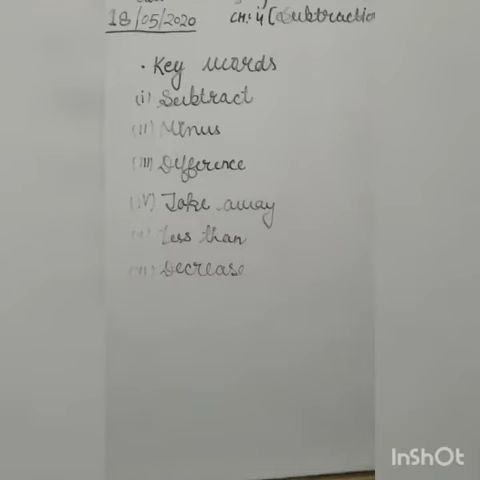 18/05/2020 CH: 4 (Subtraction
· Key words
(i) Subtract
(ii) Minus
(iii) Difference
(iv) Take away
(v) Less than
(vi) Decrease
InShOt